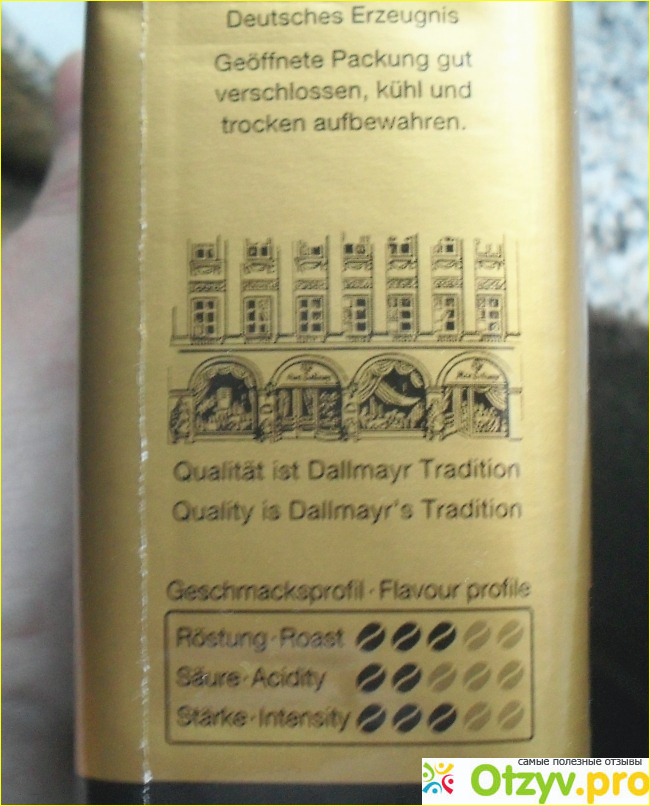 Deutsches Erzeugnis
Geöffnete Packung gut
verschlossen, kühl und
trocken aufbewahren.
Qualität ist Dallmayr Tradition
Quality is Dallmayr's Tradition
Geschmacksprofil·Flavour profile
Röstung·Roast
Säure·Acidity
Stärke·Intensity
самые полезные отзывы
Otzyv.pro